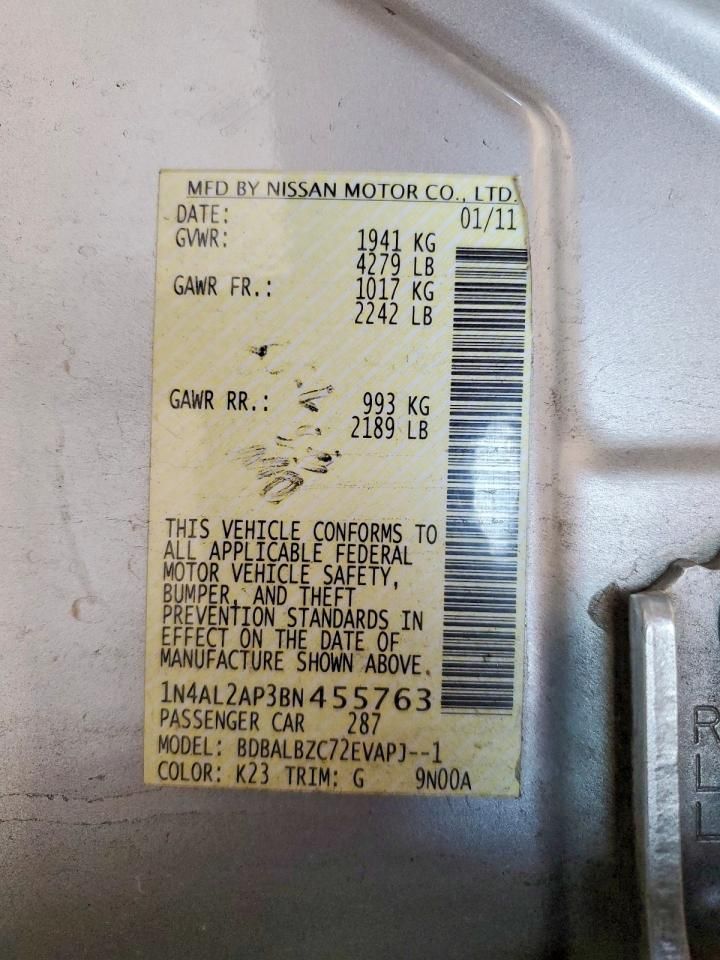 MFD BY NISSAN MOTOR CO., LTD.
DATE: 01/11
GVWR: 1941 KG
4279 LB
GAWR FR.: 1017 KG
2242 LB
GAWR RR.: 993 KG
2189 LB
THIS VEHICLE CONFORMS TO
ALL APPLICABLE FEDERAL
MOTOR VEHICLE SAFETY,
BUMPER, AND THEFT
PREVENTION STANDARDS IN
EFFECT ON THE DATE OF
MANUFACTURE SHOWN ABOVE.
1N4AL2AP3BN455763
PASSENGER CAR 287
MODEL: BDBALBZC72EVAPJ--1
COLOR: K23 TRIM: G 9N00A
R
L
L